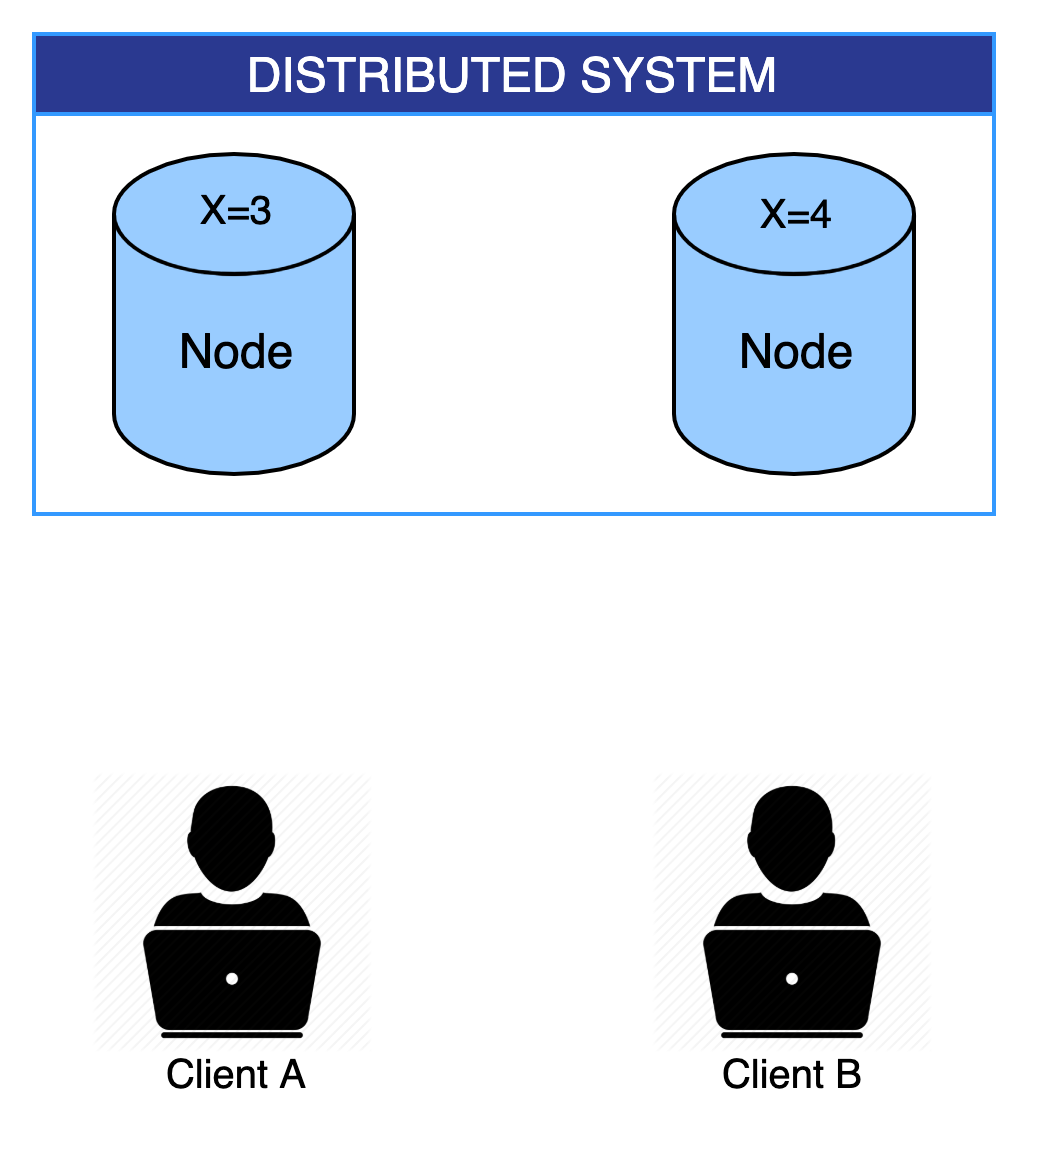 DISTRIBUTED SYSTEM
X=3
X=4
Node
Node
Client A
Client B